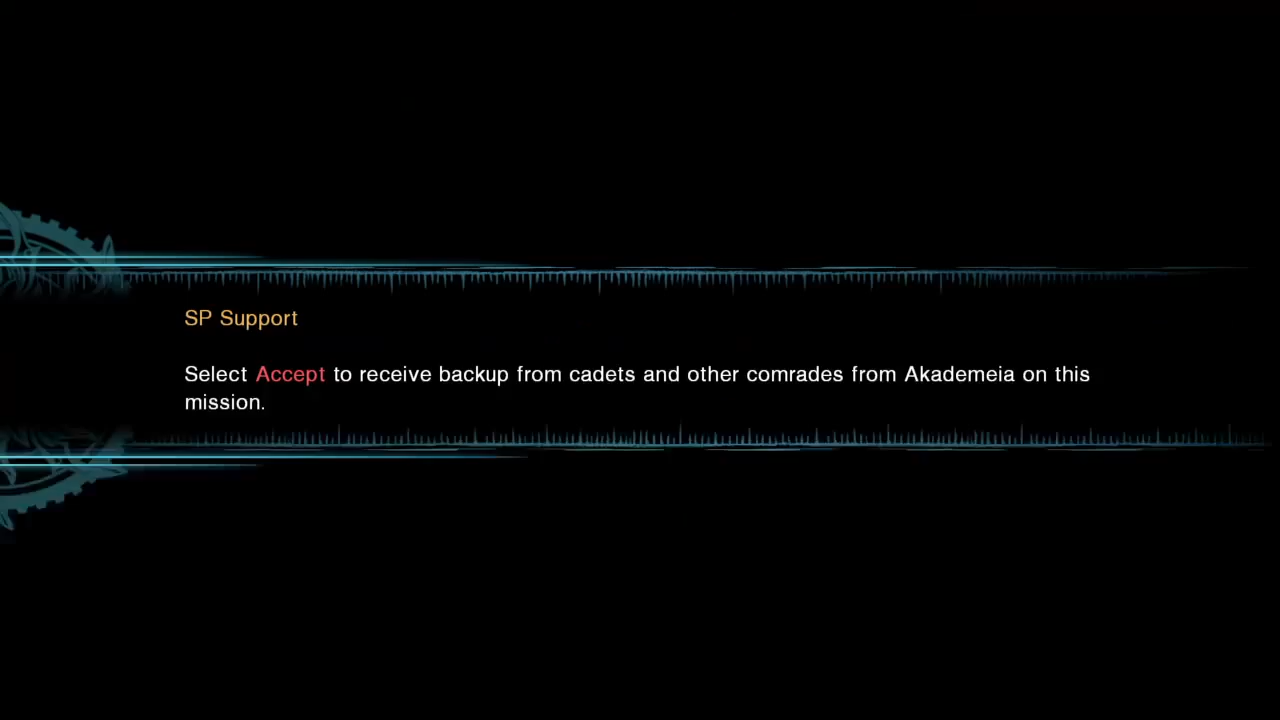 SP Support
Select Accept to receive backup from cadets and other comrades from Akademeia on this
mission.